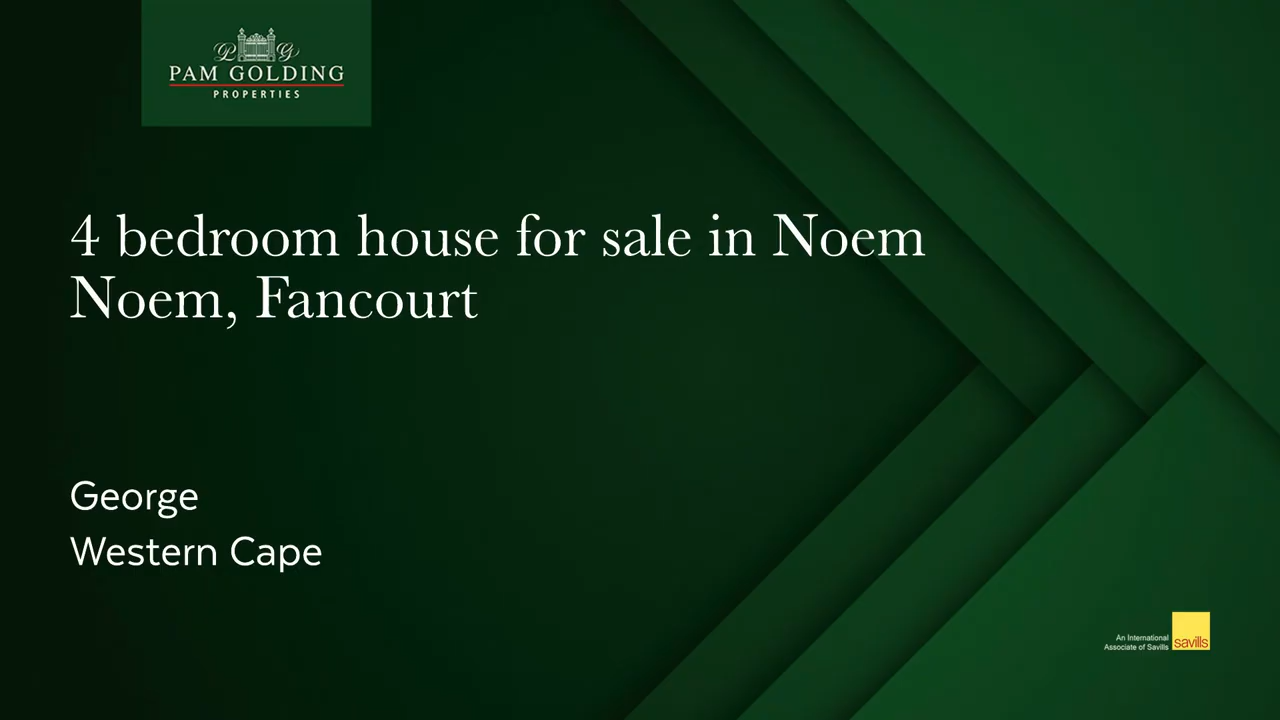 PG
PAM GOLDING
PROPERTIES
4 bedroom house for sale in Noem
Noem, Fancourt
George
Western Cape
An International
Associate of Savills
savills